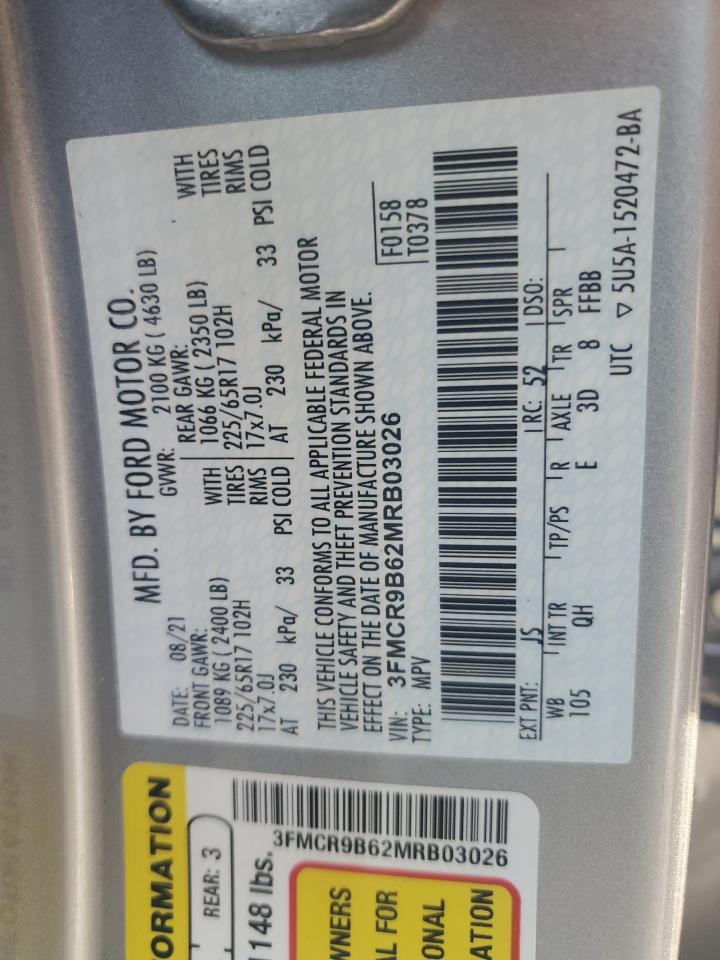 MFD. BY FORD MOTOR CO.
DATE: 08/21 GVWR: 2100 KG ( 4630 LB)
FRONT GAWR: REAR GAWR:
1089 KG ( 2400 LB) WITH 1066 KG ( 2350 LB) WITH
225/65R17 102H TIRES 225/65R17 102H TIRES
17x7.0J RIMS 17x7.0J RIMS
AT 230 kPa/ 33 PSI COLD AT 230 kPa/ 33 PSI COLD
THIS VEHICLE CONFORMS TO ALL APPLICABLE FEDERAL MOTOR
VEHICLE SAFETY AND THEFT PREVENTION STANDARDS IN
EFFECT ON THE DATE OF MANUFACTURE SHOWN ABOVE.
VIN: 3FMCR9B62MRB03026 F0158
TYPE: MPV T0378
EXT PNT: JS RC: 52 DSO:
WB INT TR TP/PS R AXLE TR SPR
105 QH E 3D 8 FFBB
UTC ▽ 5U5A-1520472-BA
ORMATION
REAR: 3
1148 lbs.
3FMCR9B62MRB03026
WNERS
AL FOR
ONAL
ATION